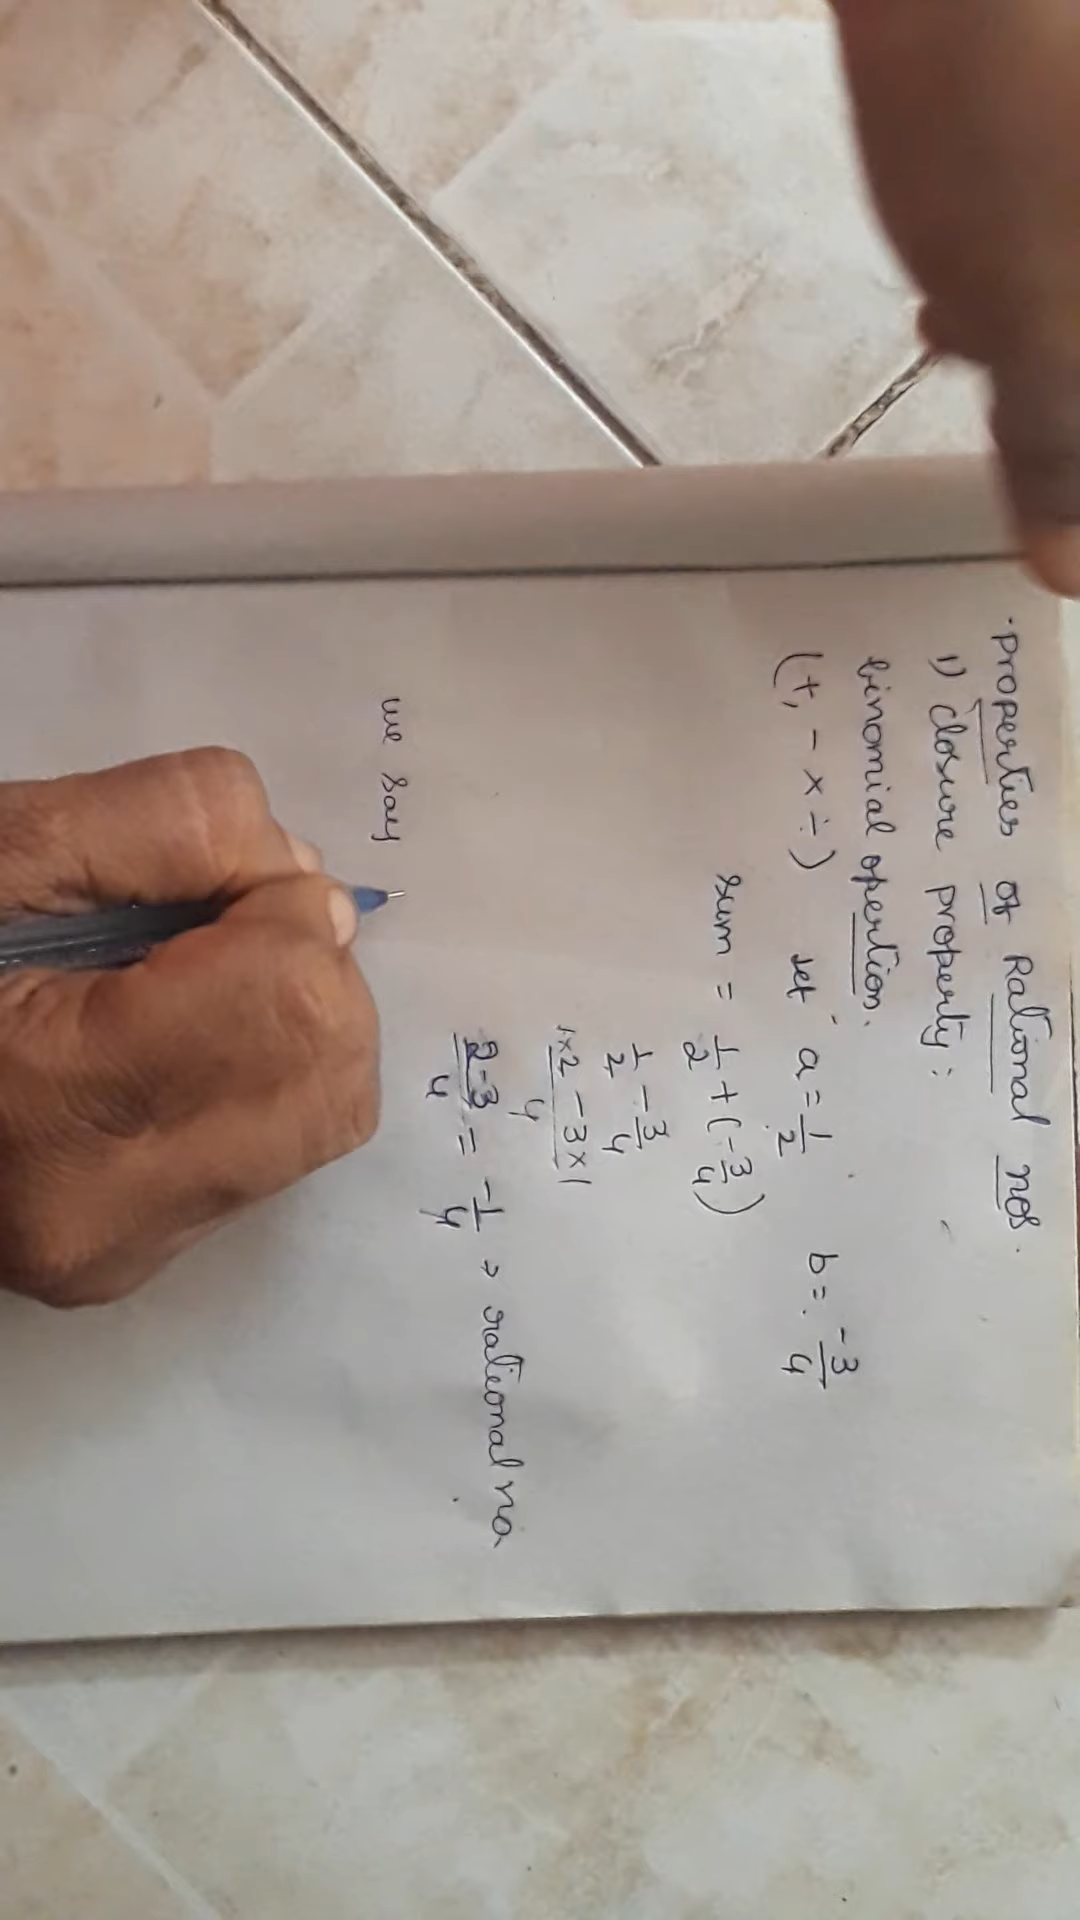 . Properties of Rational nos.
1) closure property :
binomial opertion.
(+, - × ÷) let a = 1/2 b = -3/4
sum = 1/2 + (-3/4)
1/2 - 3/4
1×2 - 3×1 / 4
2-3/4 = -1/4 → rational no
we say